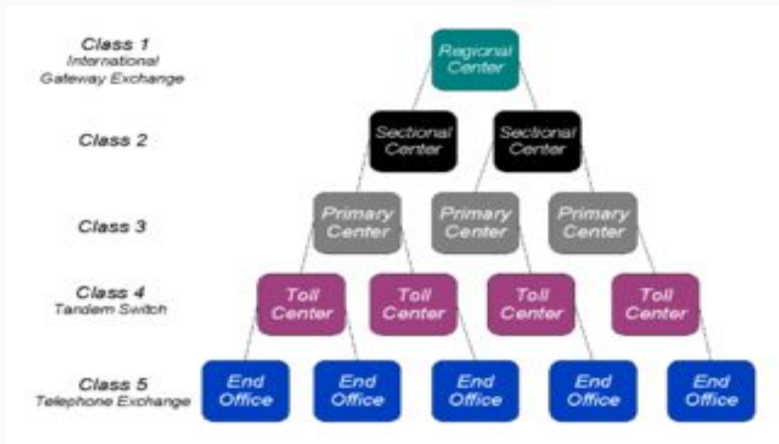 Class 1
International
Gateway Exchange
Regional
Center
Class 2
Sectional
Center
Sectional
Center
Class 3
Primary
Center
Primary
Center
Primary
Center
Class 4
Tandem Switch
Toll
Center
Toll
Center
Toll
Center
Toll
Center
Class 5
Telephone Exchange
End
Office
End
Office
End
Office
End
Office
End
Office